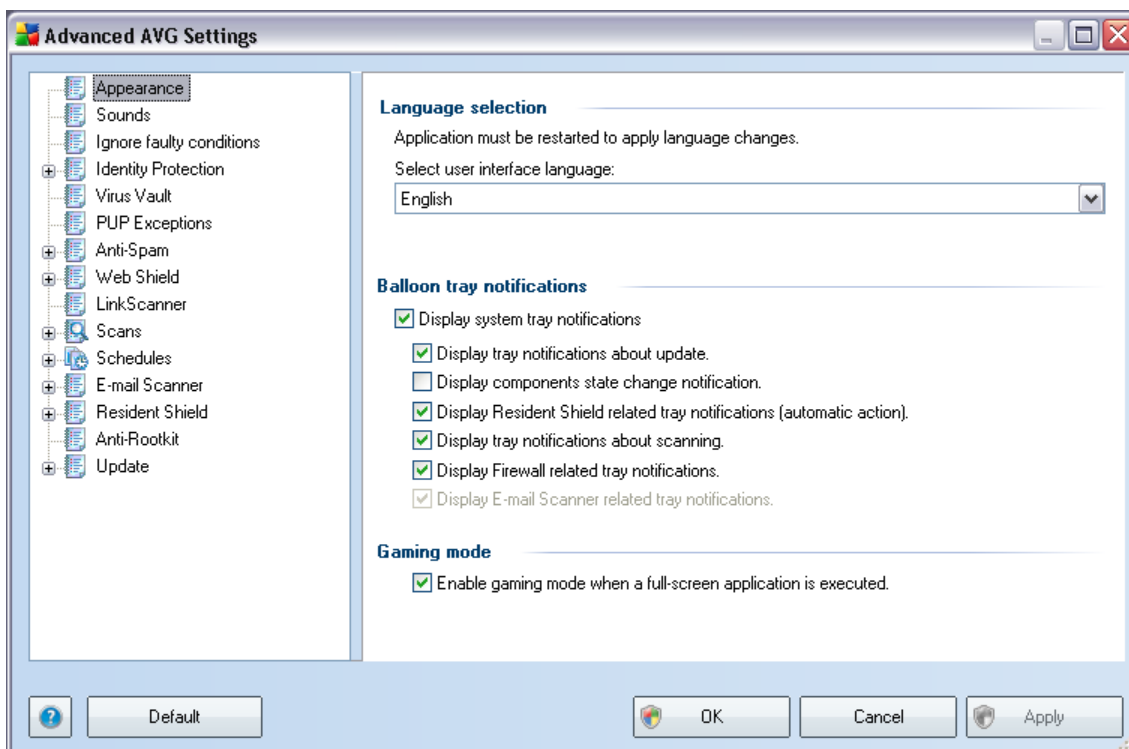 Advanced AVG Settings
Appearance
Sounds
Ignore faulty conditions
Identity Protection
Virus Vault
PUP Exceptions
Anti-Spam
Web Shield
LinkScanner
Scans
Schedules
E-mail Scanner
Resident Shield
Anti-Rootkit
Update
Language selection
Application must be restarted to apply language changes.
Select user interface language:
English
Balloon tray notifications
Display system tray notifications
Display tray notifications about update.
Display components state change notification.
Display Resident Shield related tray notifications (automatic action).
Display tray notifications about scanning.
Display Firewall related tray notifications.
Display E-mail Scanner related tray notifications.
Gaming mode
Enable gaming mode when a full-screen application is executed.
Default
OK
Cancel
Apply